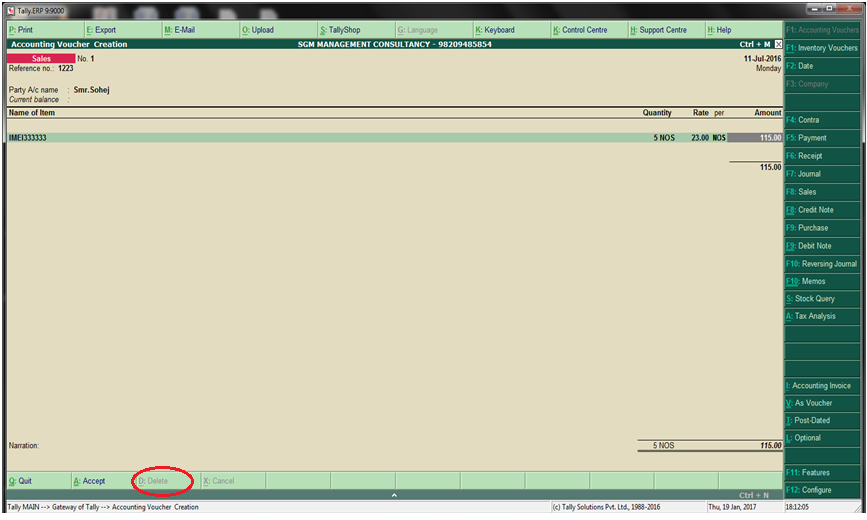 Tally.ERP 9:9000
P: Print E: Export M: E-Mail O: Upload S: TallyShop G: Language K: Keyboard K: Control Centre H: Support Centre H: Help
Accounting Voucher Creation SGM MANAGEMENT CONSULTANCY - 98209485854 Ctrl + M
Sales No. 1 11-Jul-2016
Reference no.: 1223 Monday
Party A/c name : Smr.Sohej
Current balance :
Name of Item Quantity Rate per Amount
IMEI333333 5 NOS 23.00 NOS 115.00
115.00
Narration: 5 NOS 115.00
Q: Quit A: Accept D: Delete X: Cancel
Ctrl + N
Tally MAIN --> Gateway of Tally --> Accounting Voucher Creation (c) Tally Solutions Pvt. Ltd., 1988-2016 Thu, 19 Jan, 2017 18:12:05
F1: Accounting Vouchers
F1: Inventory Vouchers
F2: Date
F3: Company
F4: Contra
F5: Payment
F6: Receipt
F7: Journal
F8: Sales
F8: Credit Note
F9: Purchase
F9: Debit Note
F10: Reversing Journal
F10: Memos
S: Stock Query
A: Tax Analysis
I: Accounting Invoice
V: As Voucher
T: Post-Dated
L: Optional
F11: Features
F12: Configure